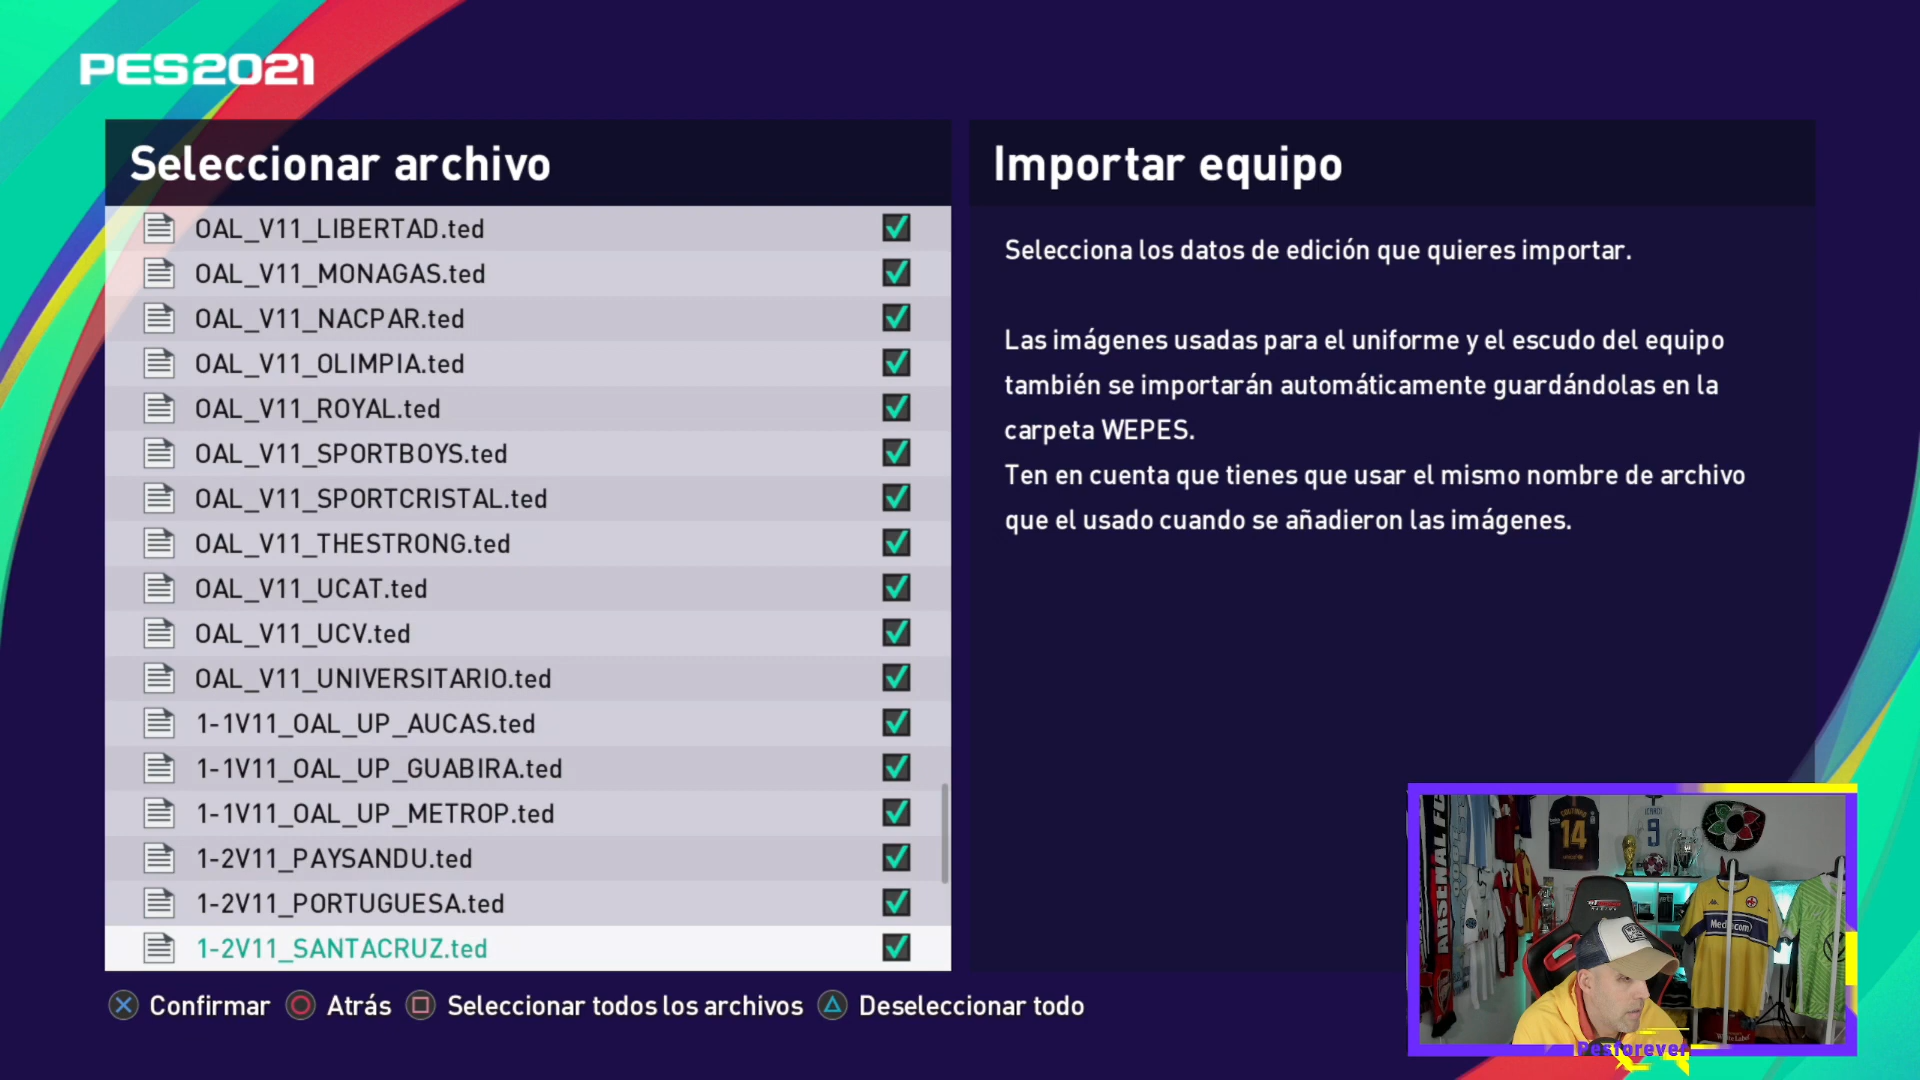 PES2021
Seleccionar archivo
OAL_V11_LIBERTAD.ted
OAL_V11_MONAGAS.ted
OAL_V11_NACPAR.ted
OAL_V11_OLIMPIA.ted
OAL_V11_ROYAL.ted
OAL_V11_SPORTBOYS.ted
OAL_V11_SPORTCRISTAL.ted
OAL_V11_THESTRONG.ted
OAL_V11_UCAT.ted
OAL_V11_UCV.ted
OAL_V11_UNIVERSITARIO.ted
1-1V11_OAL_UP_AUCAS.ted
1-1V11_OAL_UP_GUABIRA.ted
1-1V11_OAL_UP_METROP.ted
1-2V11_PAYSANDU.ted
1-2V11_PORTUGUESA.ted
1-2V11_SANTACRUZ.ted
Importar equipo
Selecciona los datos de edición que quieres importar.
Las imágenes usadas para el uniforme y el escudo del equipo
también se importarán automáticamente guardándolas en la
carpeta WEPES.
Ten en cuenta que tienes que usar el mismo nombre de archivo
que el usado cuando se añadieron las imágenes.
Confirmar Atrás Seleccionar todos los archivos Deseleccionar todo
14
9
Mediacom
Pesforever